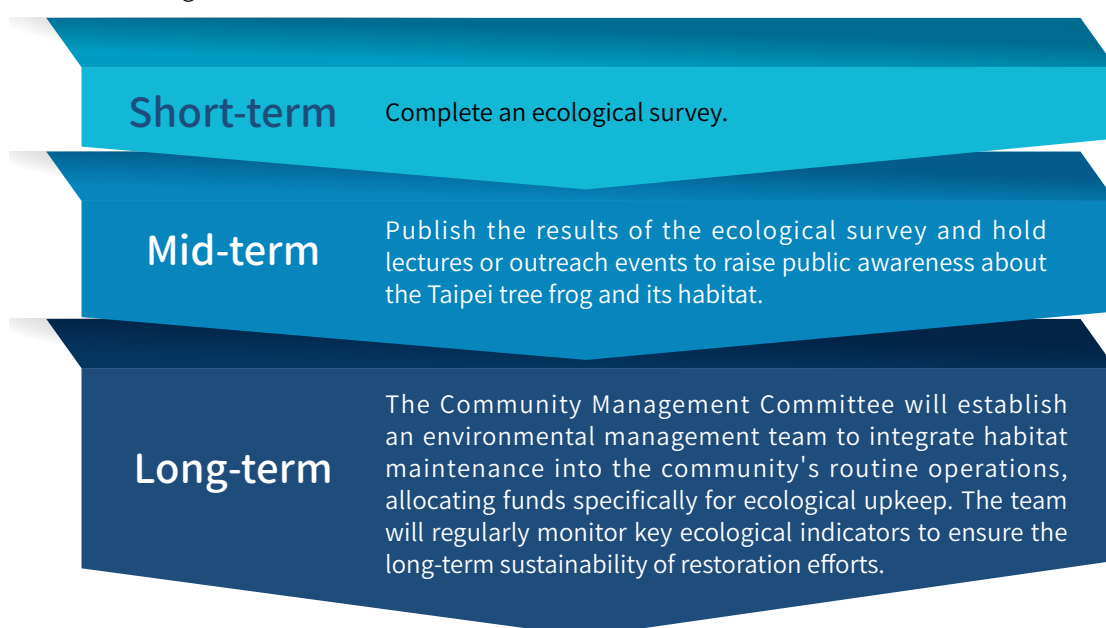 Short-term
Complete an ecological survey.
Mid-term
Publish the results of the ecological survey and hold
lectures or outreach events to raise public awareness about
the Taipei tree frog and its habitat.
Long-term
The Community Management Committee will establish
an environmental management team to integrate habitat
maintenance into the community's routine operations,
allocating funds specifically for ecological upkeep. The team
will regularly monitor key ecological indicators to ensure the
long-term sustainability of restoration efforts.